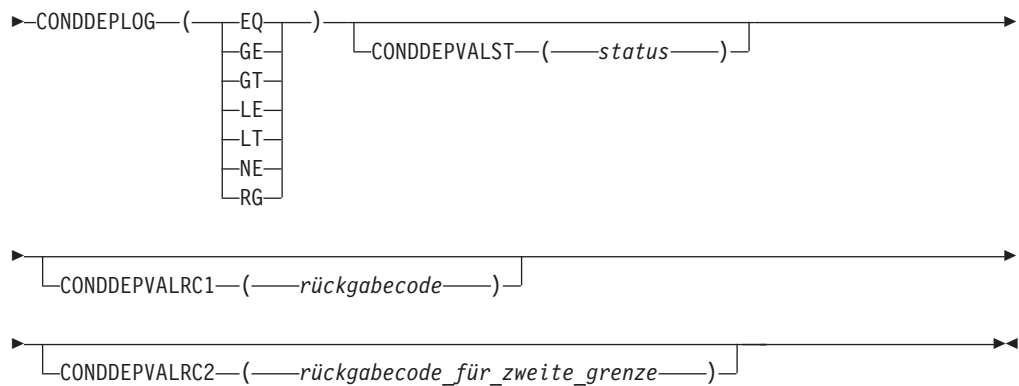 CONDDEPLOG ( EQ )
GE CONDDEPVALST ( status )
GT
LE
LT
NE
RG
CONDDEPVALRC1 ( rückgabecode )
CONDDEPVALRC2 ( rückgabecode_für_zweite_grenze )